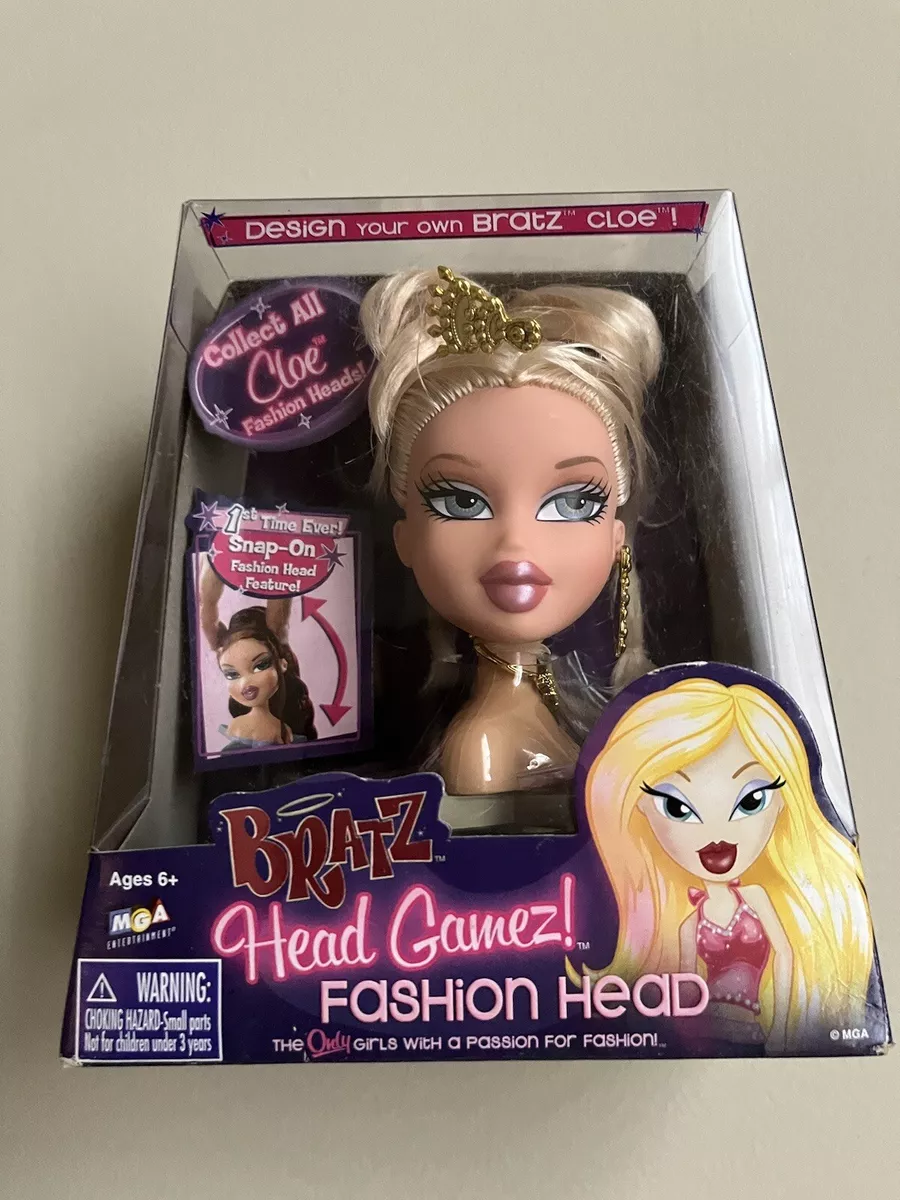 Design your own Bratz™ Cloe™!
Collect All
Cloe™
Fashion Heads!
1st Time Ever!
Snap-On
Fashion Head
Feature!
BRATZ™
Ages 6+
MGA
ENTERTAINMENT®
Head Gamez!™
Fashion Head
WARNING:
CHOKING HAZARD-Small parts
Not for children under 3 years
The Only Girls with a Passion for Fashion!™
© MGA